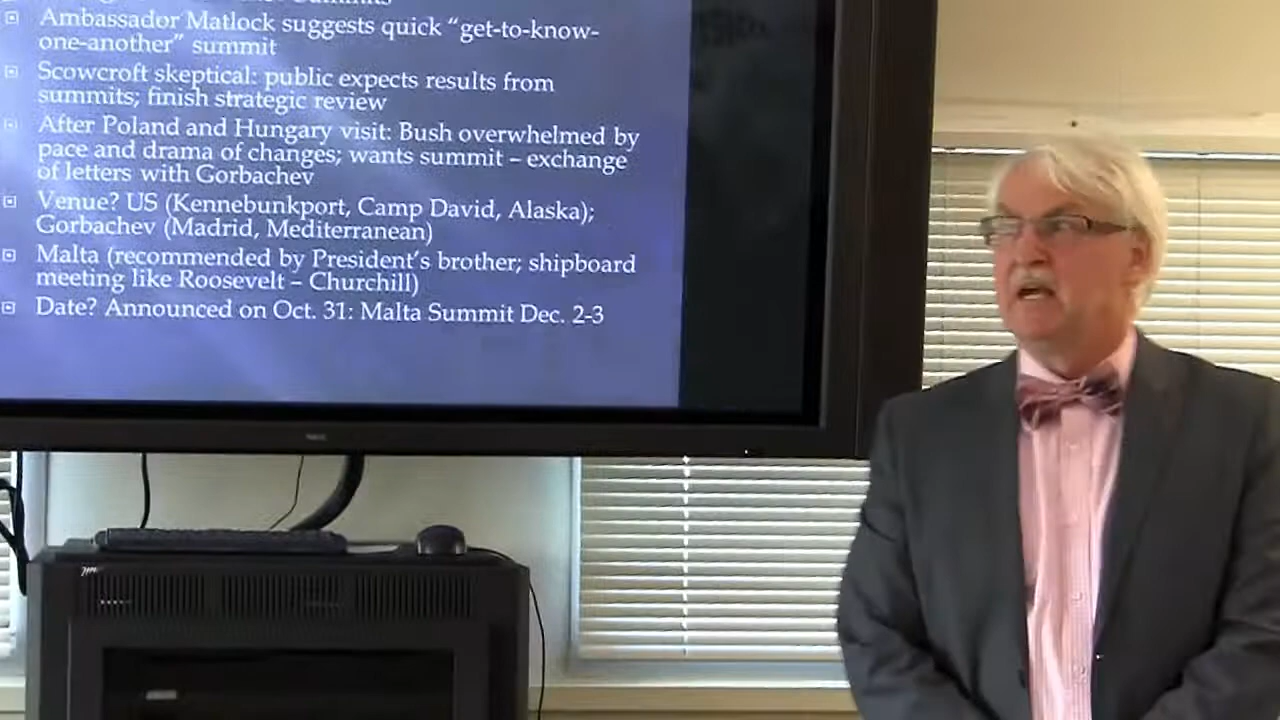 Ambassador Matlock suggests quick “get-to-know-
one-another” summit
Scowcroft skeptical: public expects results from
summits; finish strategic review
After Poland and Hungary visit: Bush overwhelmed by
pace and drama of changes; wants summit – exchange
of letters with Gorbachev
Venue? US (Kennebunkport, Camp David, Alaska);
Gorbachev (Madrid, Mediterranean)
Malta (recommended by President’s brother; shipboard
meeting like Roosevelt – Churchill)
Date? Announced on Oct. 31: Malta Summit Dec. 2-3